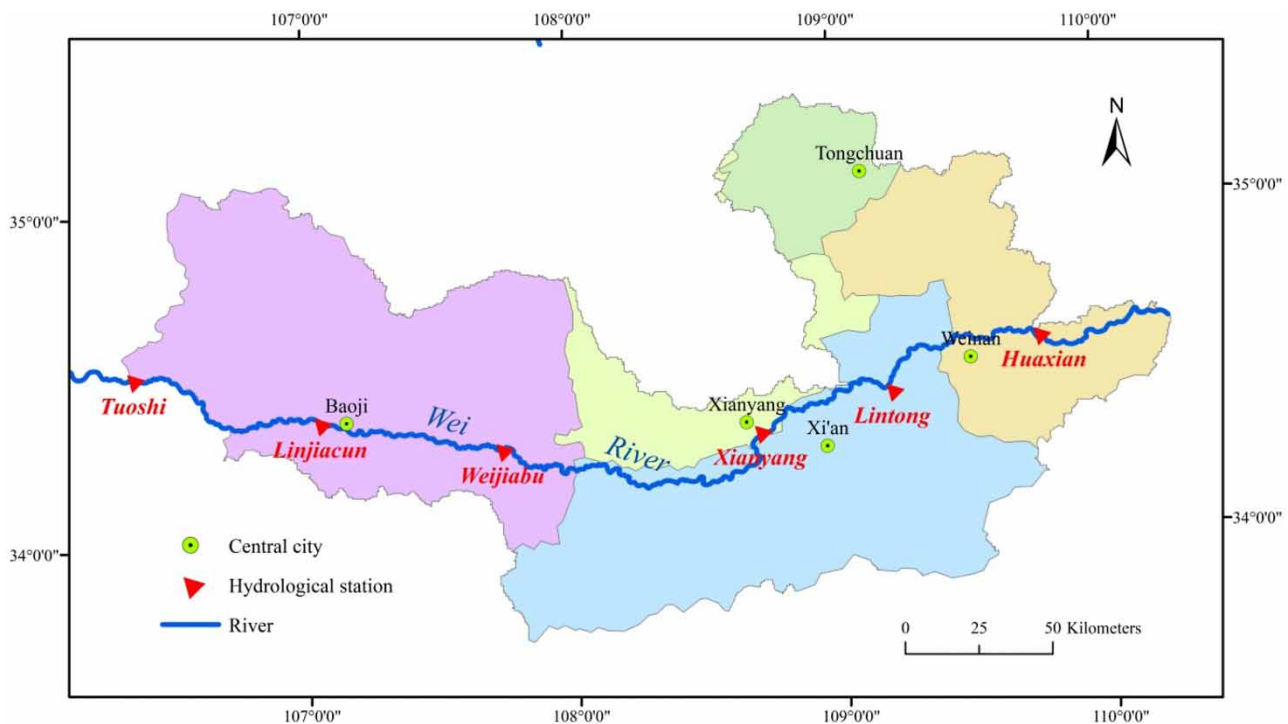 107°0'0"
108°0'0"
109°0'0"
110°0'0"
N
Tongchuan
35°0'0"
35°0'0"
Weinan
Huaxian
Tuoshi
Baoji
Linjiacun
Wei
Weijiabu
River
Xianyang
Xianyang
Xi'an
Lintong
34°0'0"
34°0'0"
Central city
Hydrological station
River
0 25 50 Kilometers
107°0'0"
108°0'0"
109°0'0"
110°0'0"